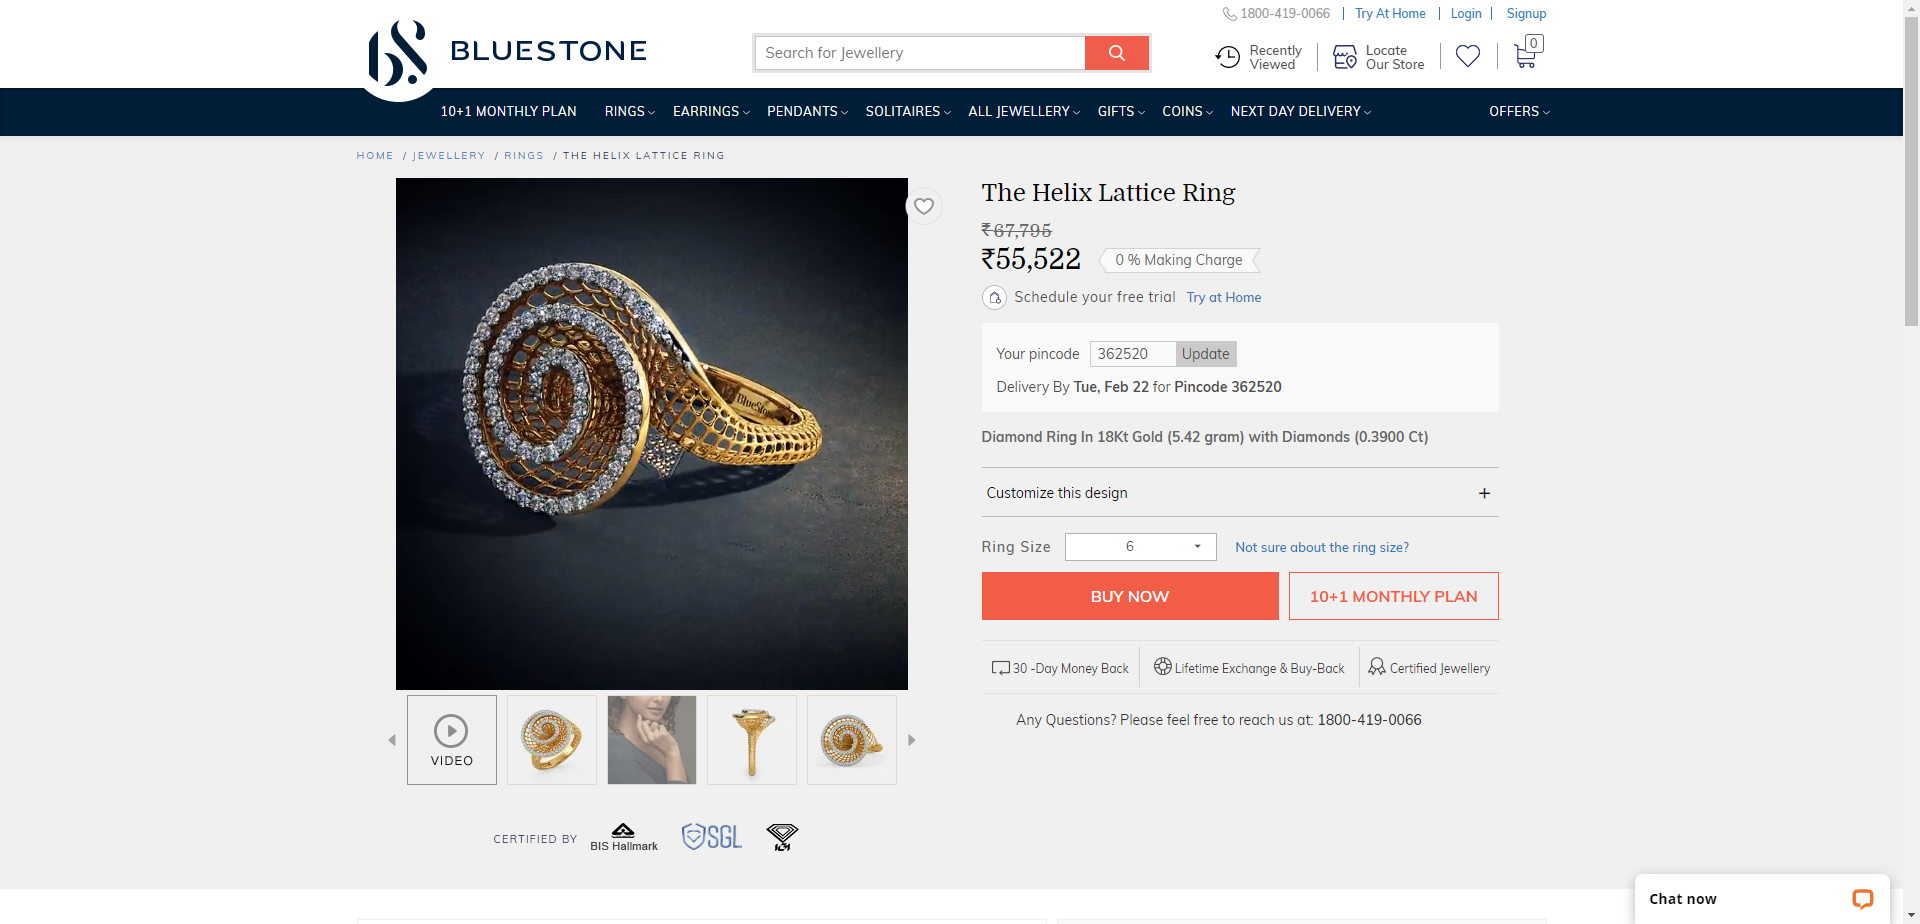 1800-419-0066 Try At Home Login Signup
BLUESTONE
Search for Jewellery
Recently Viewed
Locate Our Store
0
10+1 MONTHLY PLAN RINGS EARRINGS PENDANTS SOLITAIRES ALL JEWELLERY GIFTS COINS NEXT DAY DELIVERY OFFERS
HOME / JEWELLERY / RINGS / THE HELIX LATTICE RING
BlueStone
The Helix Lattice Ring
₹67,795
₹55,522 0 % Making Charge
Schedule your free trial Try at Home
Your pincode 362520 Update
Delivery By Tue, Feb 22 for Pincode 362520
Diamond Ring In 18Kt Gold (5.42 gram) with Diamonds (0.3900 Ct)
Customize this design +
Ring Size 6 Not sure about the ring size?
BUY NOW 10+1 MONTHLY PLAN
30 -Day Money Back Lifetime Exchange & Buy-Back Certified Jewellery
Any Questions? Please feel free to reach us at: 1800-419-0066
VIDEO
CERTIFIED BY BIS Hallmark SGL
Chat now